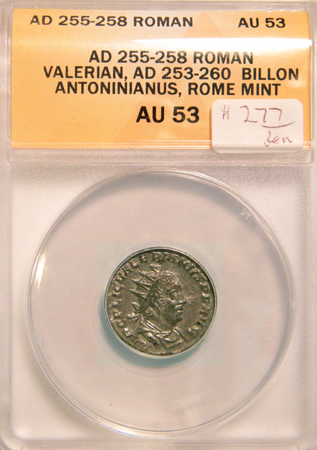 AD 255-258 ROMAN AU 53
AD 255-258 ROMAN
VALERIAN, AD 253-260 BILLON
ANTONINIANUS, ROME MINT
AU 53
# 277
den